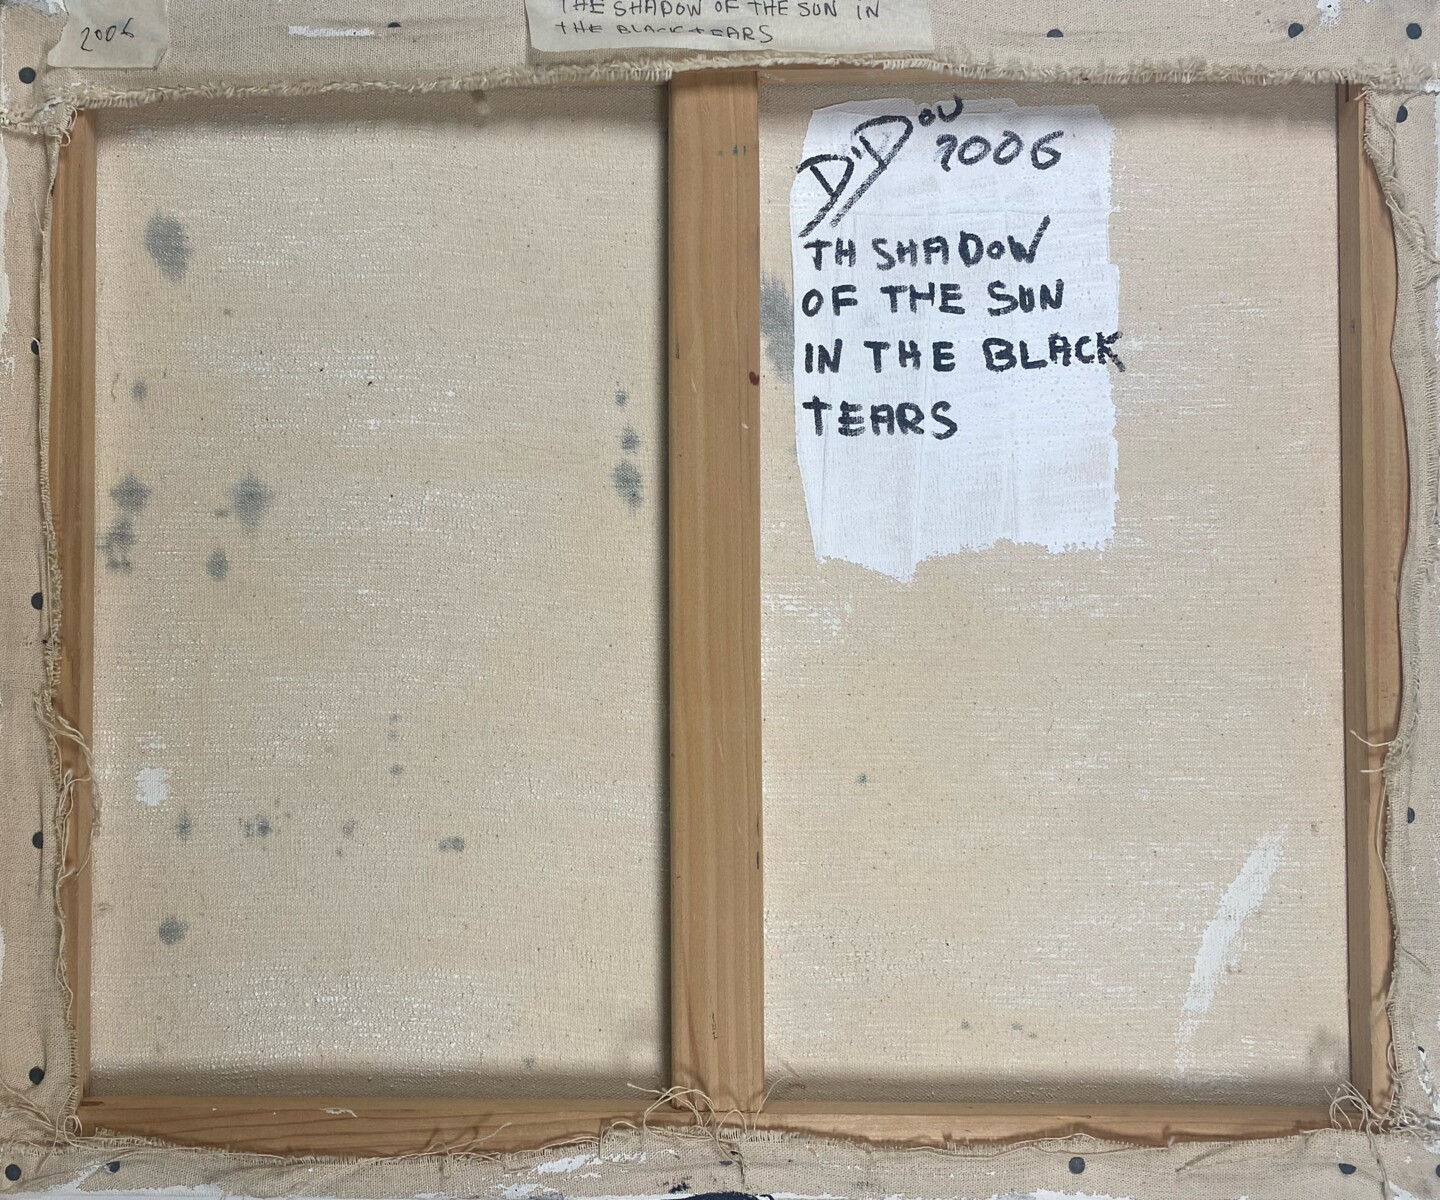 2006
THE SHADOW OF THE SUN IN
THE BLACK TEARS
2006
TH SHADOW
OF THE SUN
IN THE BLACK
TEARS